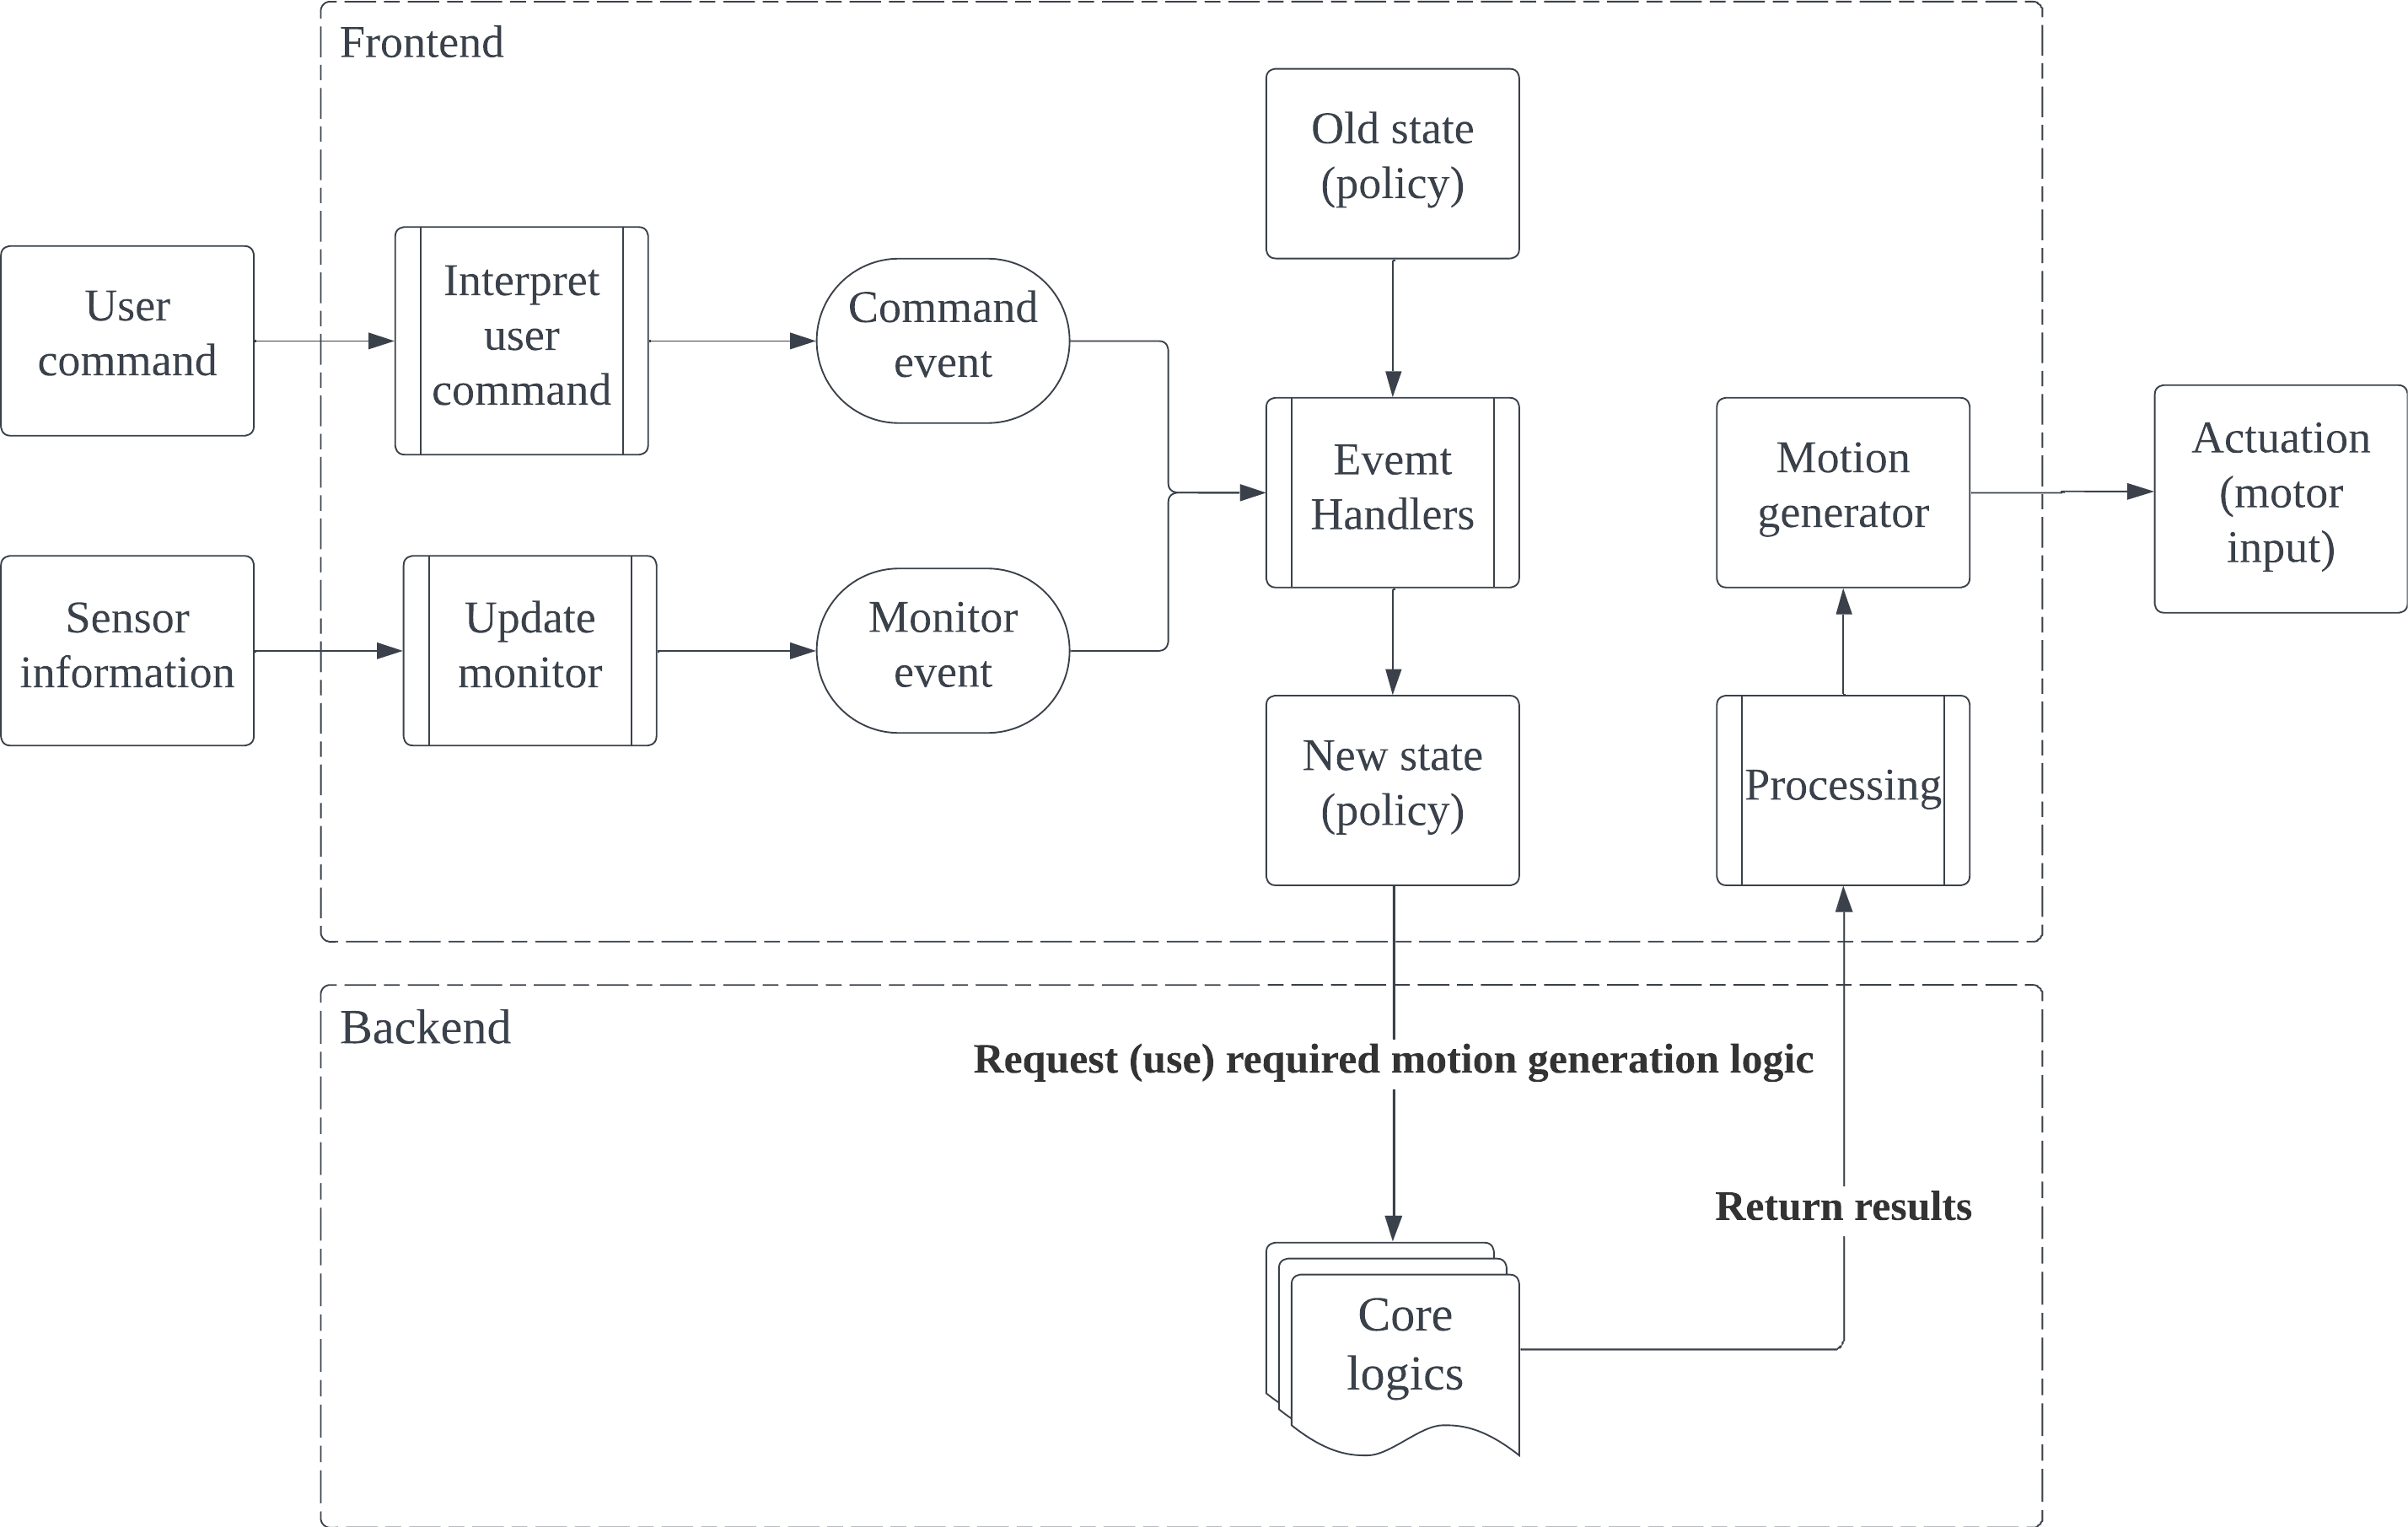 Frontend
Old state
(policy)
User
command
Interpret
user
command
Command
event
Evemt
Handlers
Motion
generator
Actuation
(motor
input)
Sensor
information
Update
monitor
Monitor
event
New state
(policy)
Processing
Backend
Request (use) required motion generation logic
Return results
Core
logics